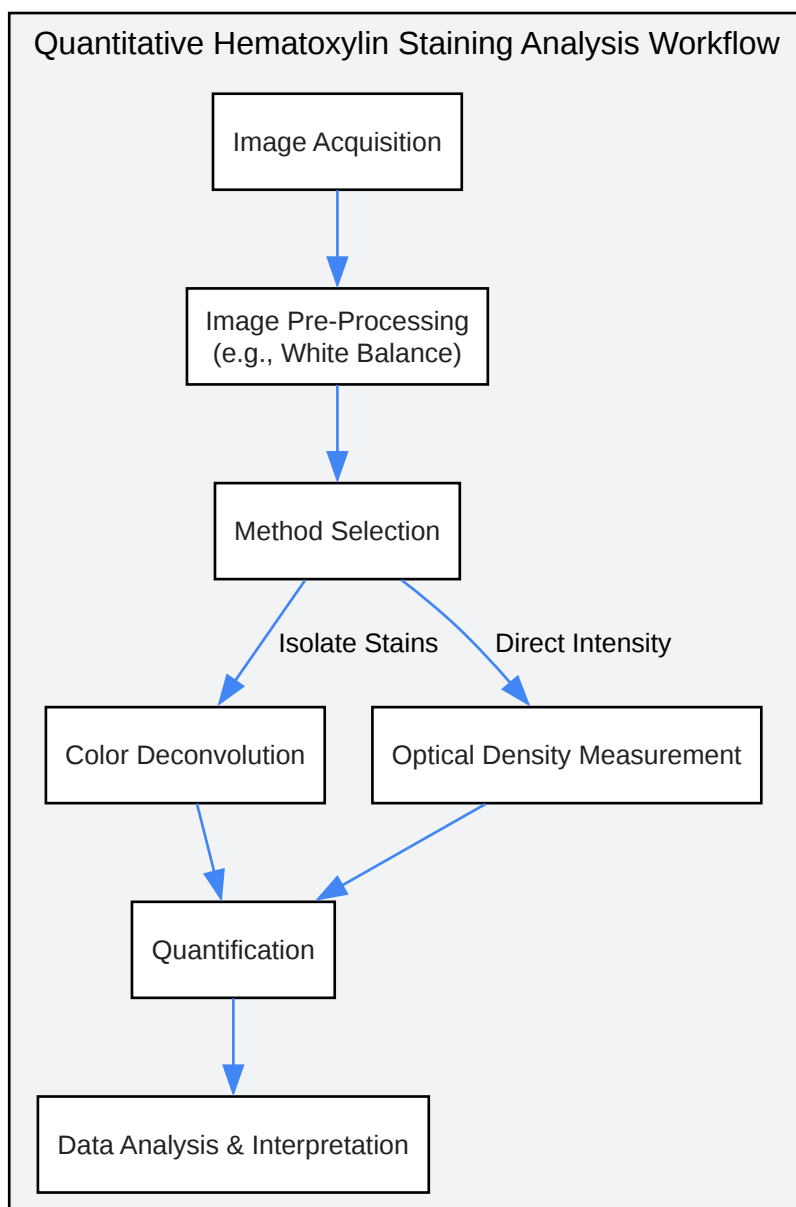 Quantitative Hematoxylin Staining Analysis Workflow
Image Acquisition
Image Pre-Processing
(e.g., White Balance)
Method Selection
Isolate Stains
Direct Intensity
Color Deconvolution
Optical Density Measurement
Quantification
Data Analysis & Interpretation